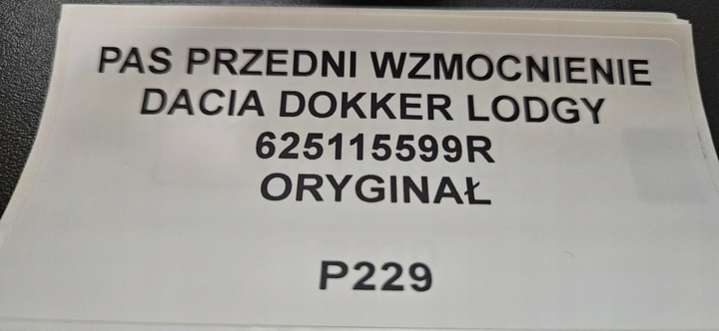 PAS PRZEDNI WZMOCNIENIE
DACIA DOKKER LODGY
625115599R
ORYGINAŁ
P229